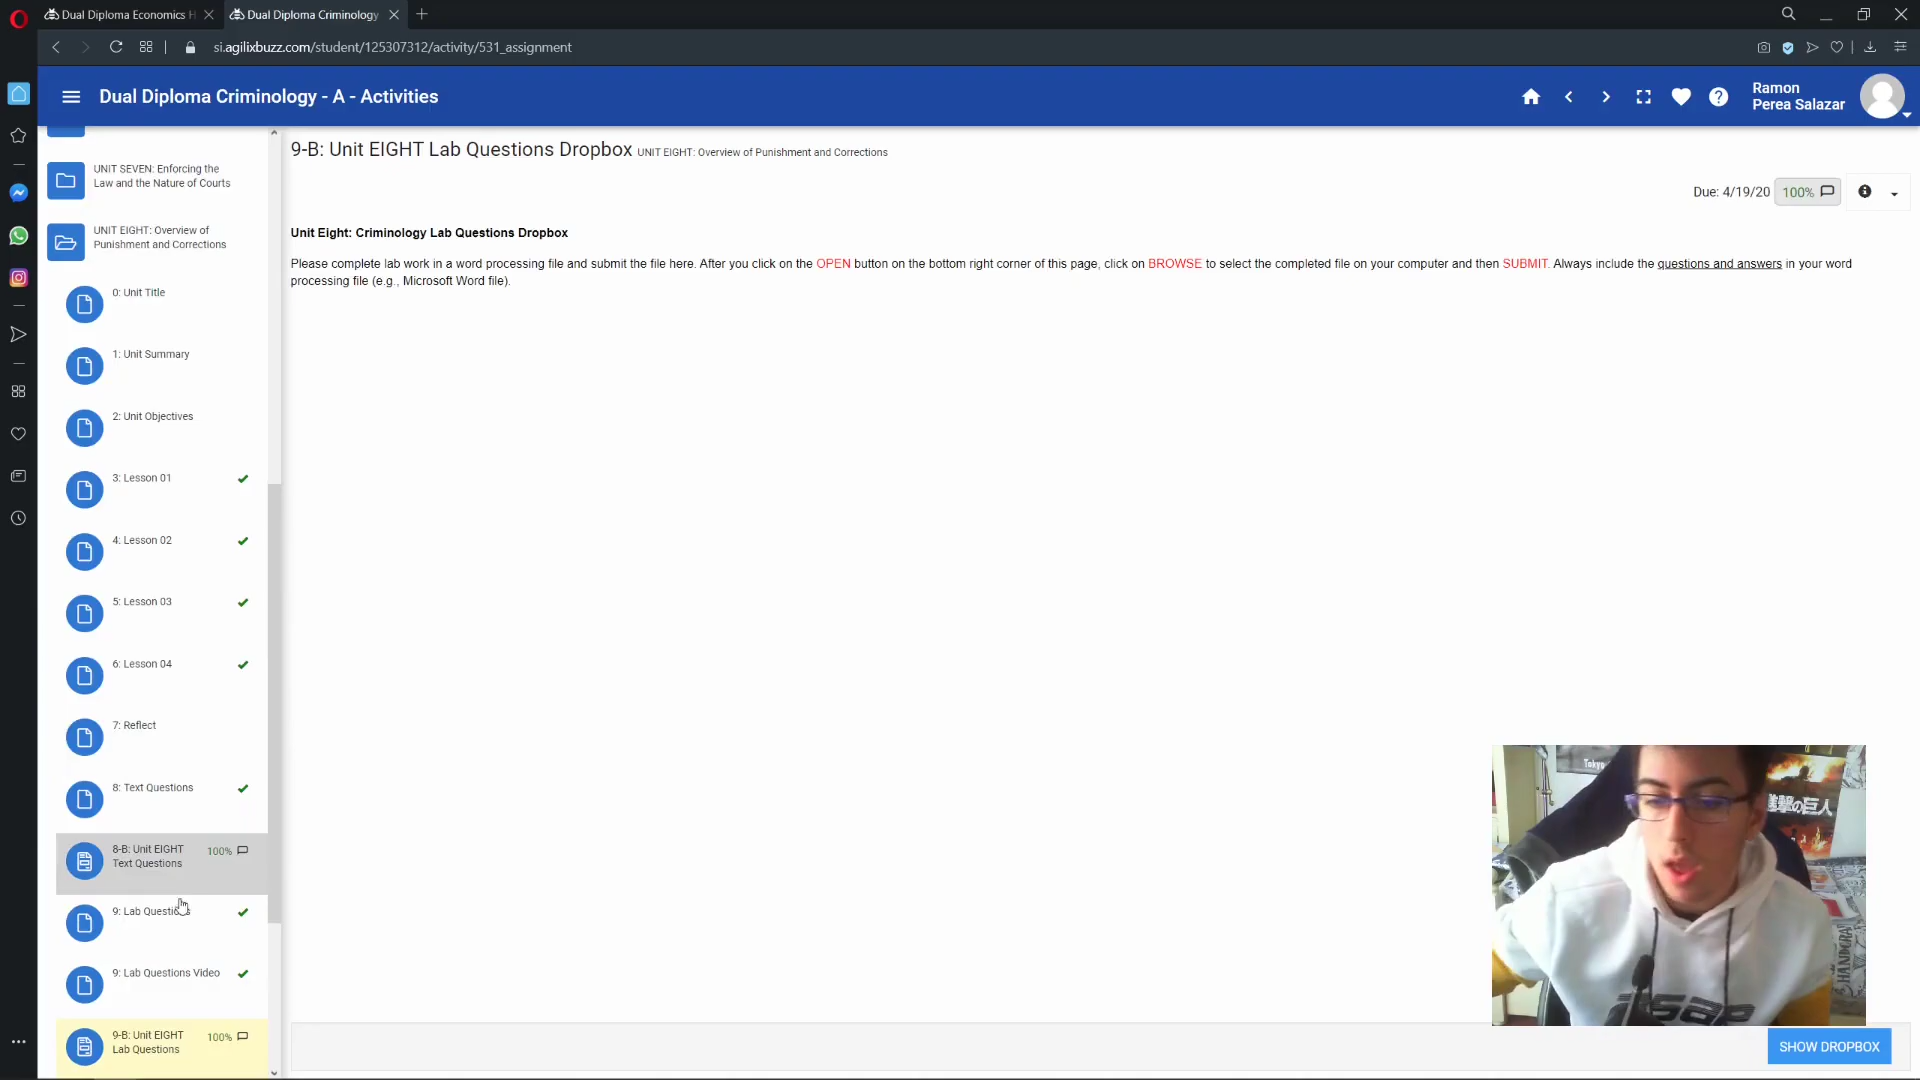 Dual Diploma Economics H
Dual Diploma Criminology
si.agilixbuzz.com/student/125307312/activity/531_assignment
Dual Diploma Criminology - A - Activities
Ramon
Perea Salazar
UNIT SEVEN: Enforcing the
Law and the Nature of Courts
UNIT EIGHT: Overview of
Punishment and Corrections
0: Unit Title
1: Unit Summary
2: Unit Objectives
3: Lesson 01
4: Lesson 02
5: Lesson 03
6: Lesson 04
7: Reflect
8: Text Questions
8-B: Unit EIGHT
Text Questions
100%
9: Lab Questions
9: Lab Questions Video
9-B: Unit EIGHT
Lab Questions
100%
9-B: Unit EIGHT Lab Questions Dropbox UNIT EIGHT: Overview of Punishment and Corrections
Due: 4/19/20 100%
Unit Eight: Criminology Lab Questions Dropbox
Please complete lab work in a word processing file and submit the file here. After you click on the OPEN button on the bottom right corner of this page, click on BROWSE to select the completed file on your computer and then SUBMIT. Always include the questions and answers in your word
processing file (e.g., Microsoft Word file).
進撃の巨人
SHOW DROPBOX